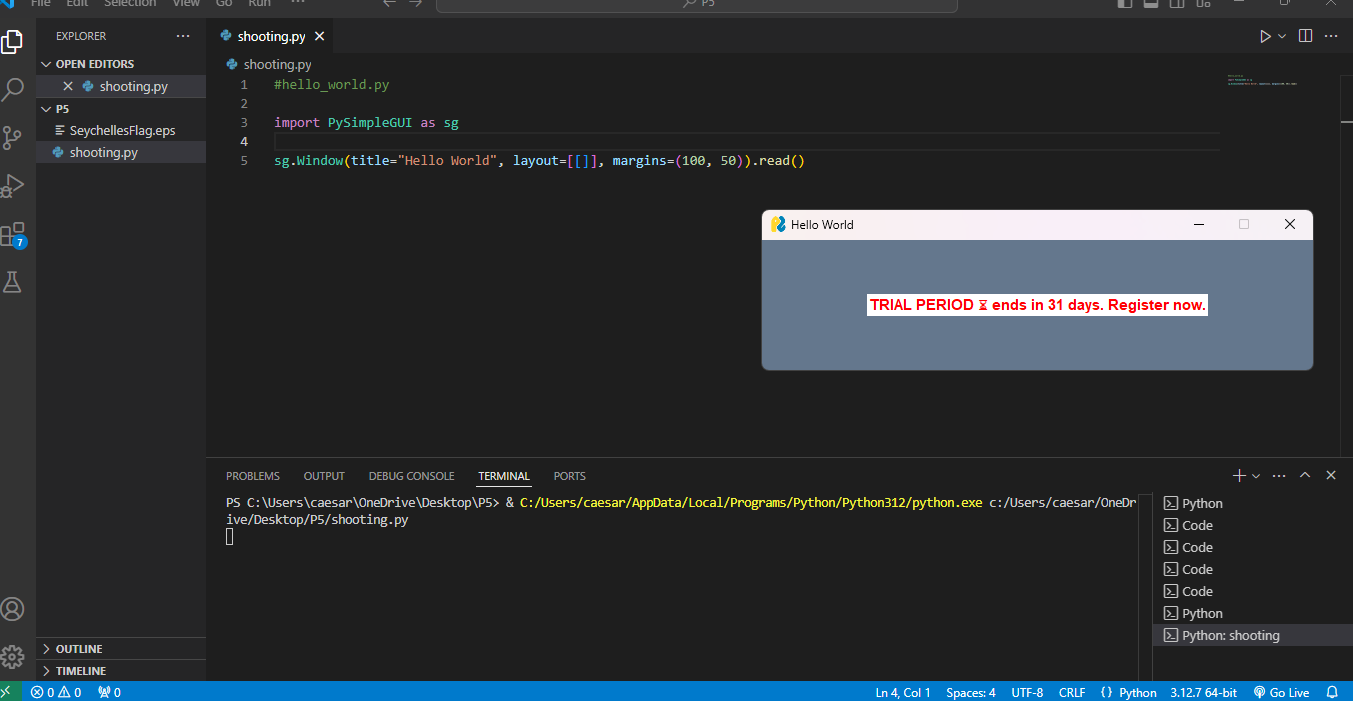 File Edit Selection View Go Run ···
P5
EXPLORER ···
OPEN EDITORS
shooting.py
P5
SeychellesFlag.eps
shooting.py
OUTLINE
TIMELINE
7
shooting.py
shooting.py
1 #hello_world.py
2
3 import PySimpleGUI as sg
4
5 sg.Window(title="Hello World", layout=[[]], margins=(100, 50)).read()
Hello World
TRIAL PERIOD ⧖ ends in 31 days. Register now.
PROBLEMS OUTPUT DEBUG CONSOLE TERMINAL PORTS
PS C:\Users\caesar\OneDrive\Desktop\P5> & C:/Users/caesar/AppData/Local/Programs/Python/Python312/python.exe c:/Users/caesar/OneDr
ive/Desktop/P5/shooting.py
Python
Code
Code
Code
Code
Python
Python: shooting
0 0 0 Ln 4, Col 1 Spaces: 4 UTF-8 CRLF {} Python 3.12.7 64-bit Go Live